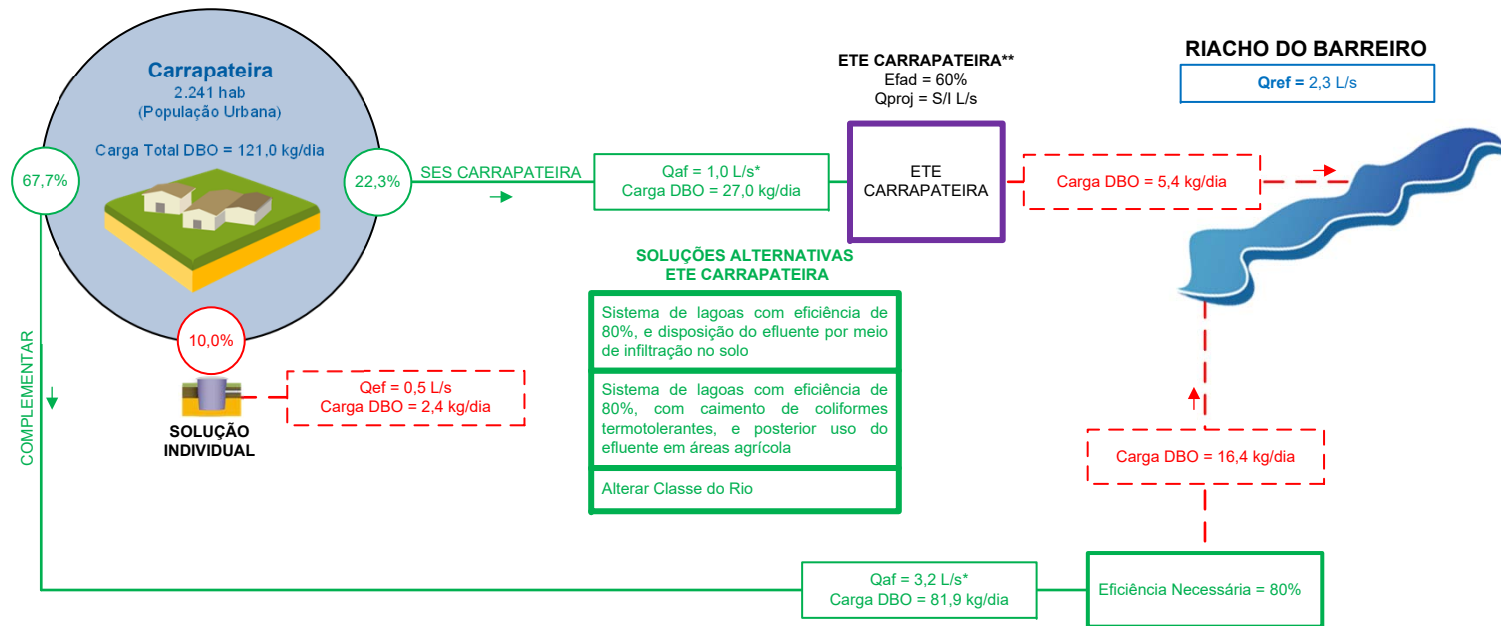 Carrapateira
2.241 hab
(População Urbana)
Carga Total DBO = 121,0 kg/dia
67,7%
22,3%
10,0%
SES CARRAPATEIRA
Qaf = 1,0 L/s*
Carga DBO = 27,0 kg/dia
ETE CARRAPATEIRA**
Efad = 60%
Qproj = S/I L/s
ETE
CARRAPATEIRA
Carga DBO = 5,4 kg/dia
RIACHO DO BARREIRO
Qref = 2,3 L/s
SOLUÇÕES ALTERNATIVAS
ETE CARRAPATEIRA
Sistema de lagoas com eficiência de
80%, e disposição do efluente por meio
de infiltração no solo
Sistema de lagoas com eficiência de
80%, com caimento de coliformes
termotolerantes, e posterior uso do
efluente em áreas agrícola
Alterar Classe do Rio
Qef = 0,5 L/s
Carga DBO = 2,4 kg/dia
SOLUÇÃO
INDIVIDUAL
COMPLEMENTAR
Carga DBO = 16,4 kg/dia
Qaf = 3,2 L/s*
Carga DBO = 81,9 kg/dia
Eficiência Necessária = 80%